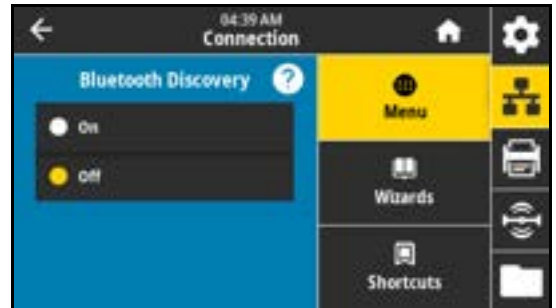 04:39 AM
Connection
Bluetooth Discovery ?
On
Off
Menu
Wizards
Shortcuts